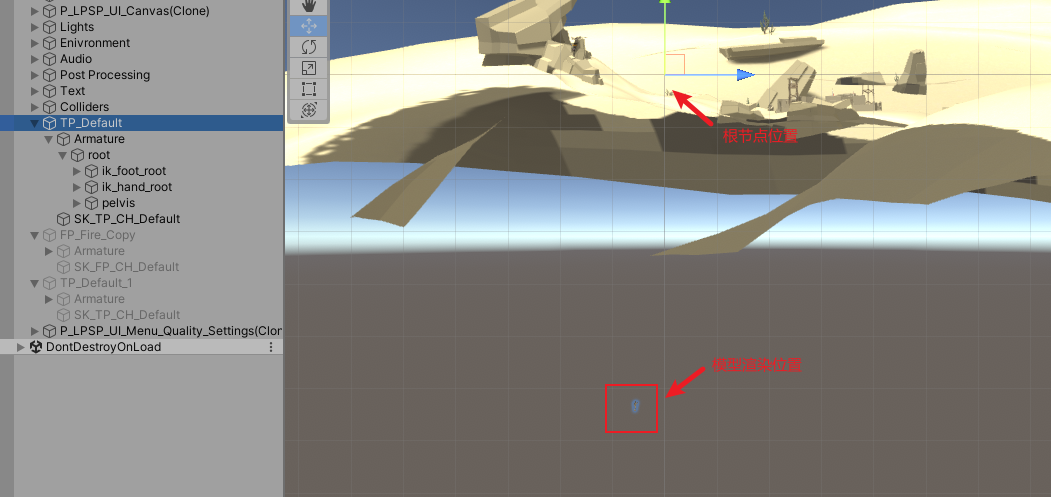 P_LPSP_UI_Canvas(Clone)
Lights
Enivronment
Audio
Post Processing
Text
Colliders
TP_Default
Armature
root
ik_foot_root
ik_hand_root
pelvis
SK_TP_CH_Default
FP_Fire_Copy
Armature
SK_FP_CH_Default
TP_Default_1
Armature
SK_TP_CH_Default
P_LPSP_UI_Menu_Quality_Settings(Clor
DontDestroyOnLoad
根节点位置
模型渲染位置